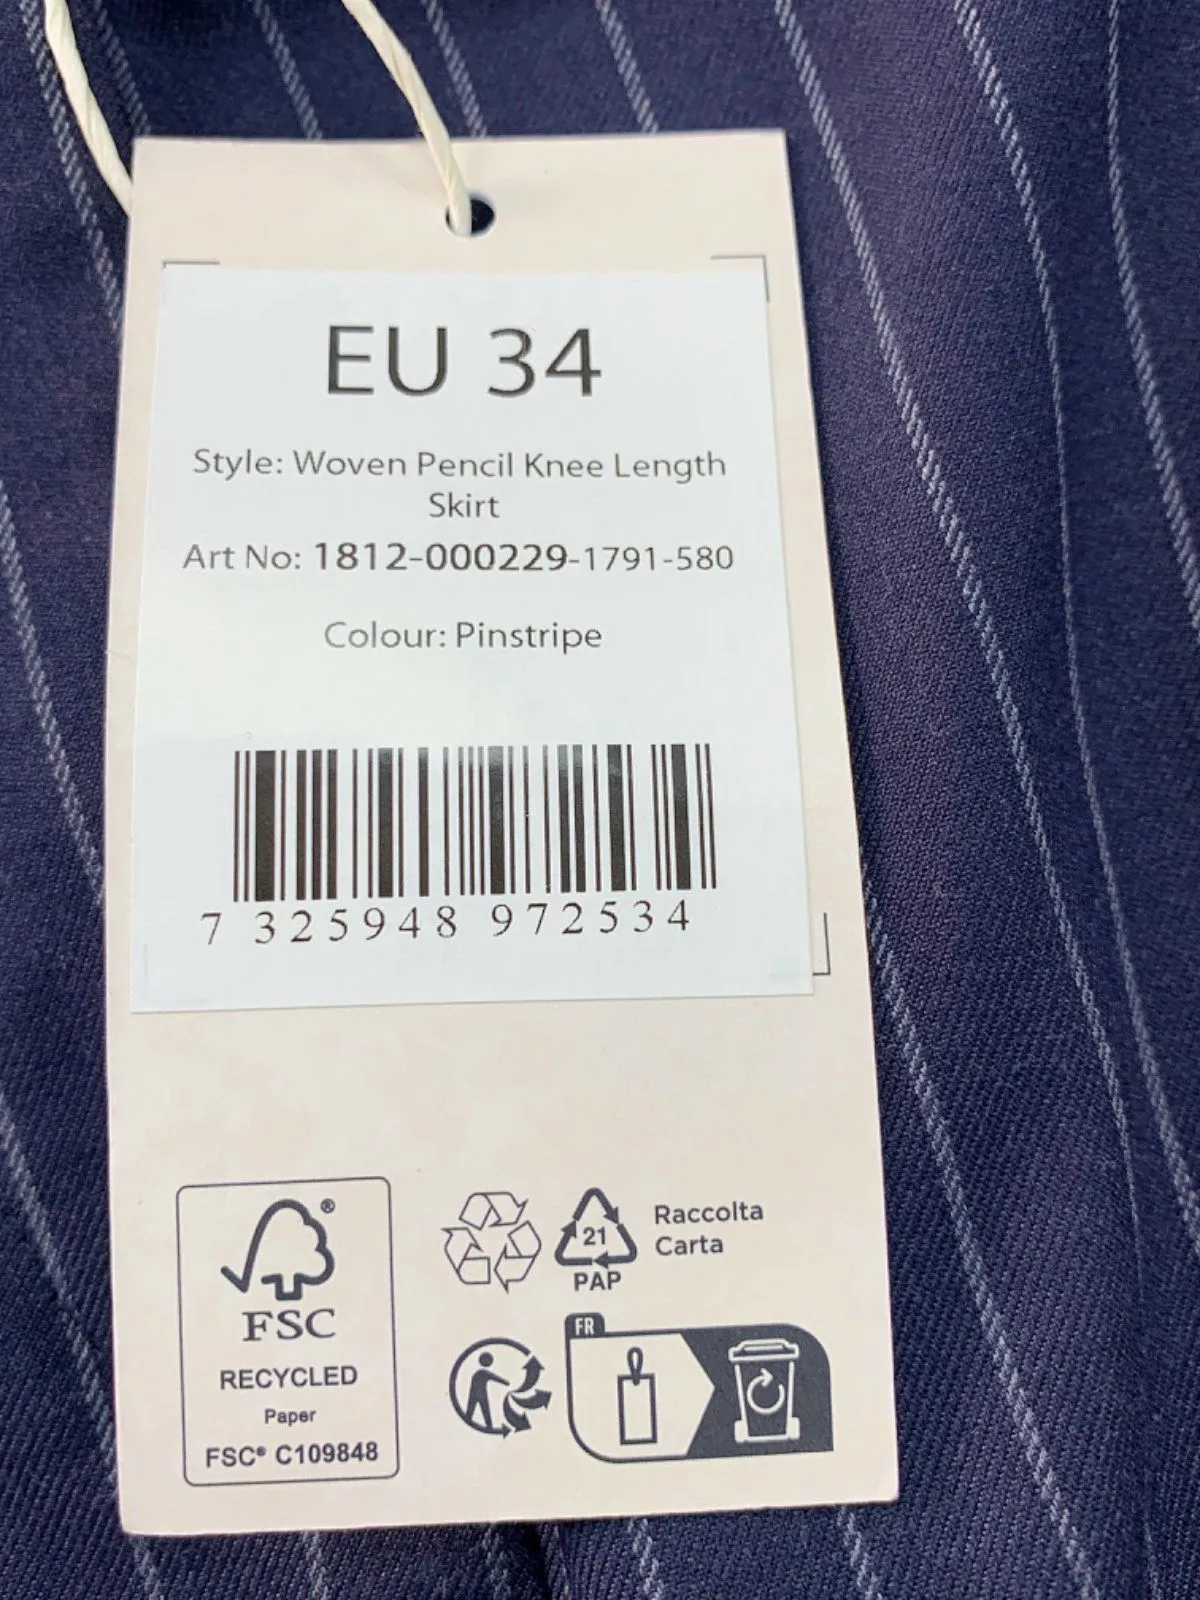 EU 34
Style: Woven Pencil Knee Length
Skirt
Art No: 1812-000229-1791-580
Colour: Pinstripe
7 325948 972534
®
FSC
RECYCLED
Paper
FSC® C109848
21
PAP
Raccolta
Carta
FR